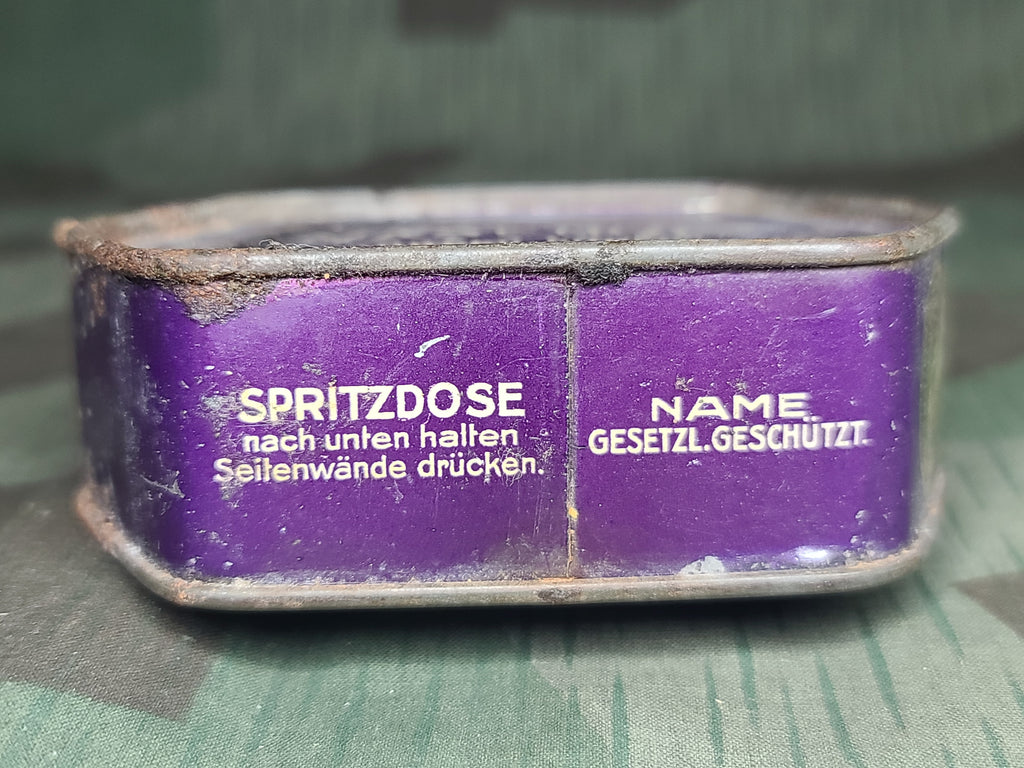 SPRITZDOSE
nach unten halten
Seitenwände drücken.
NAME
GESETZL.GESCHÜTZT.